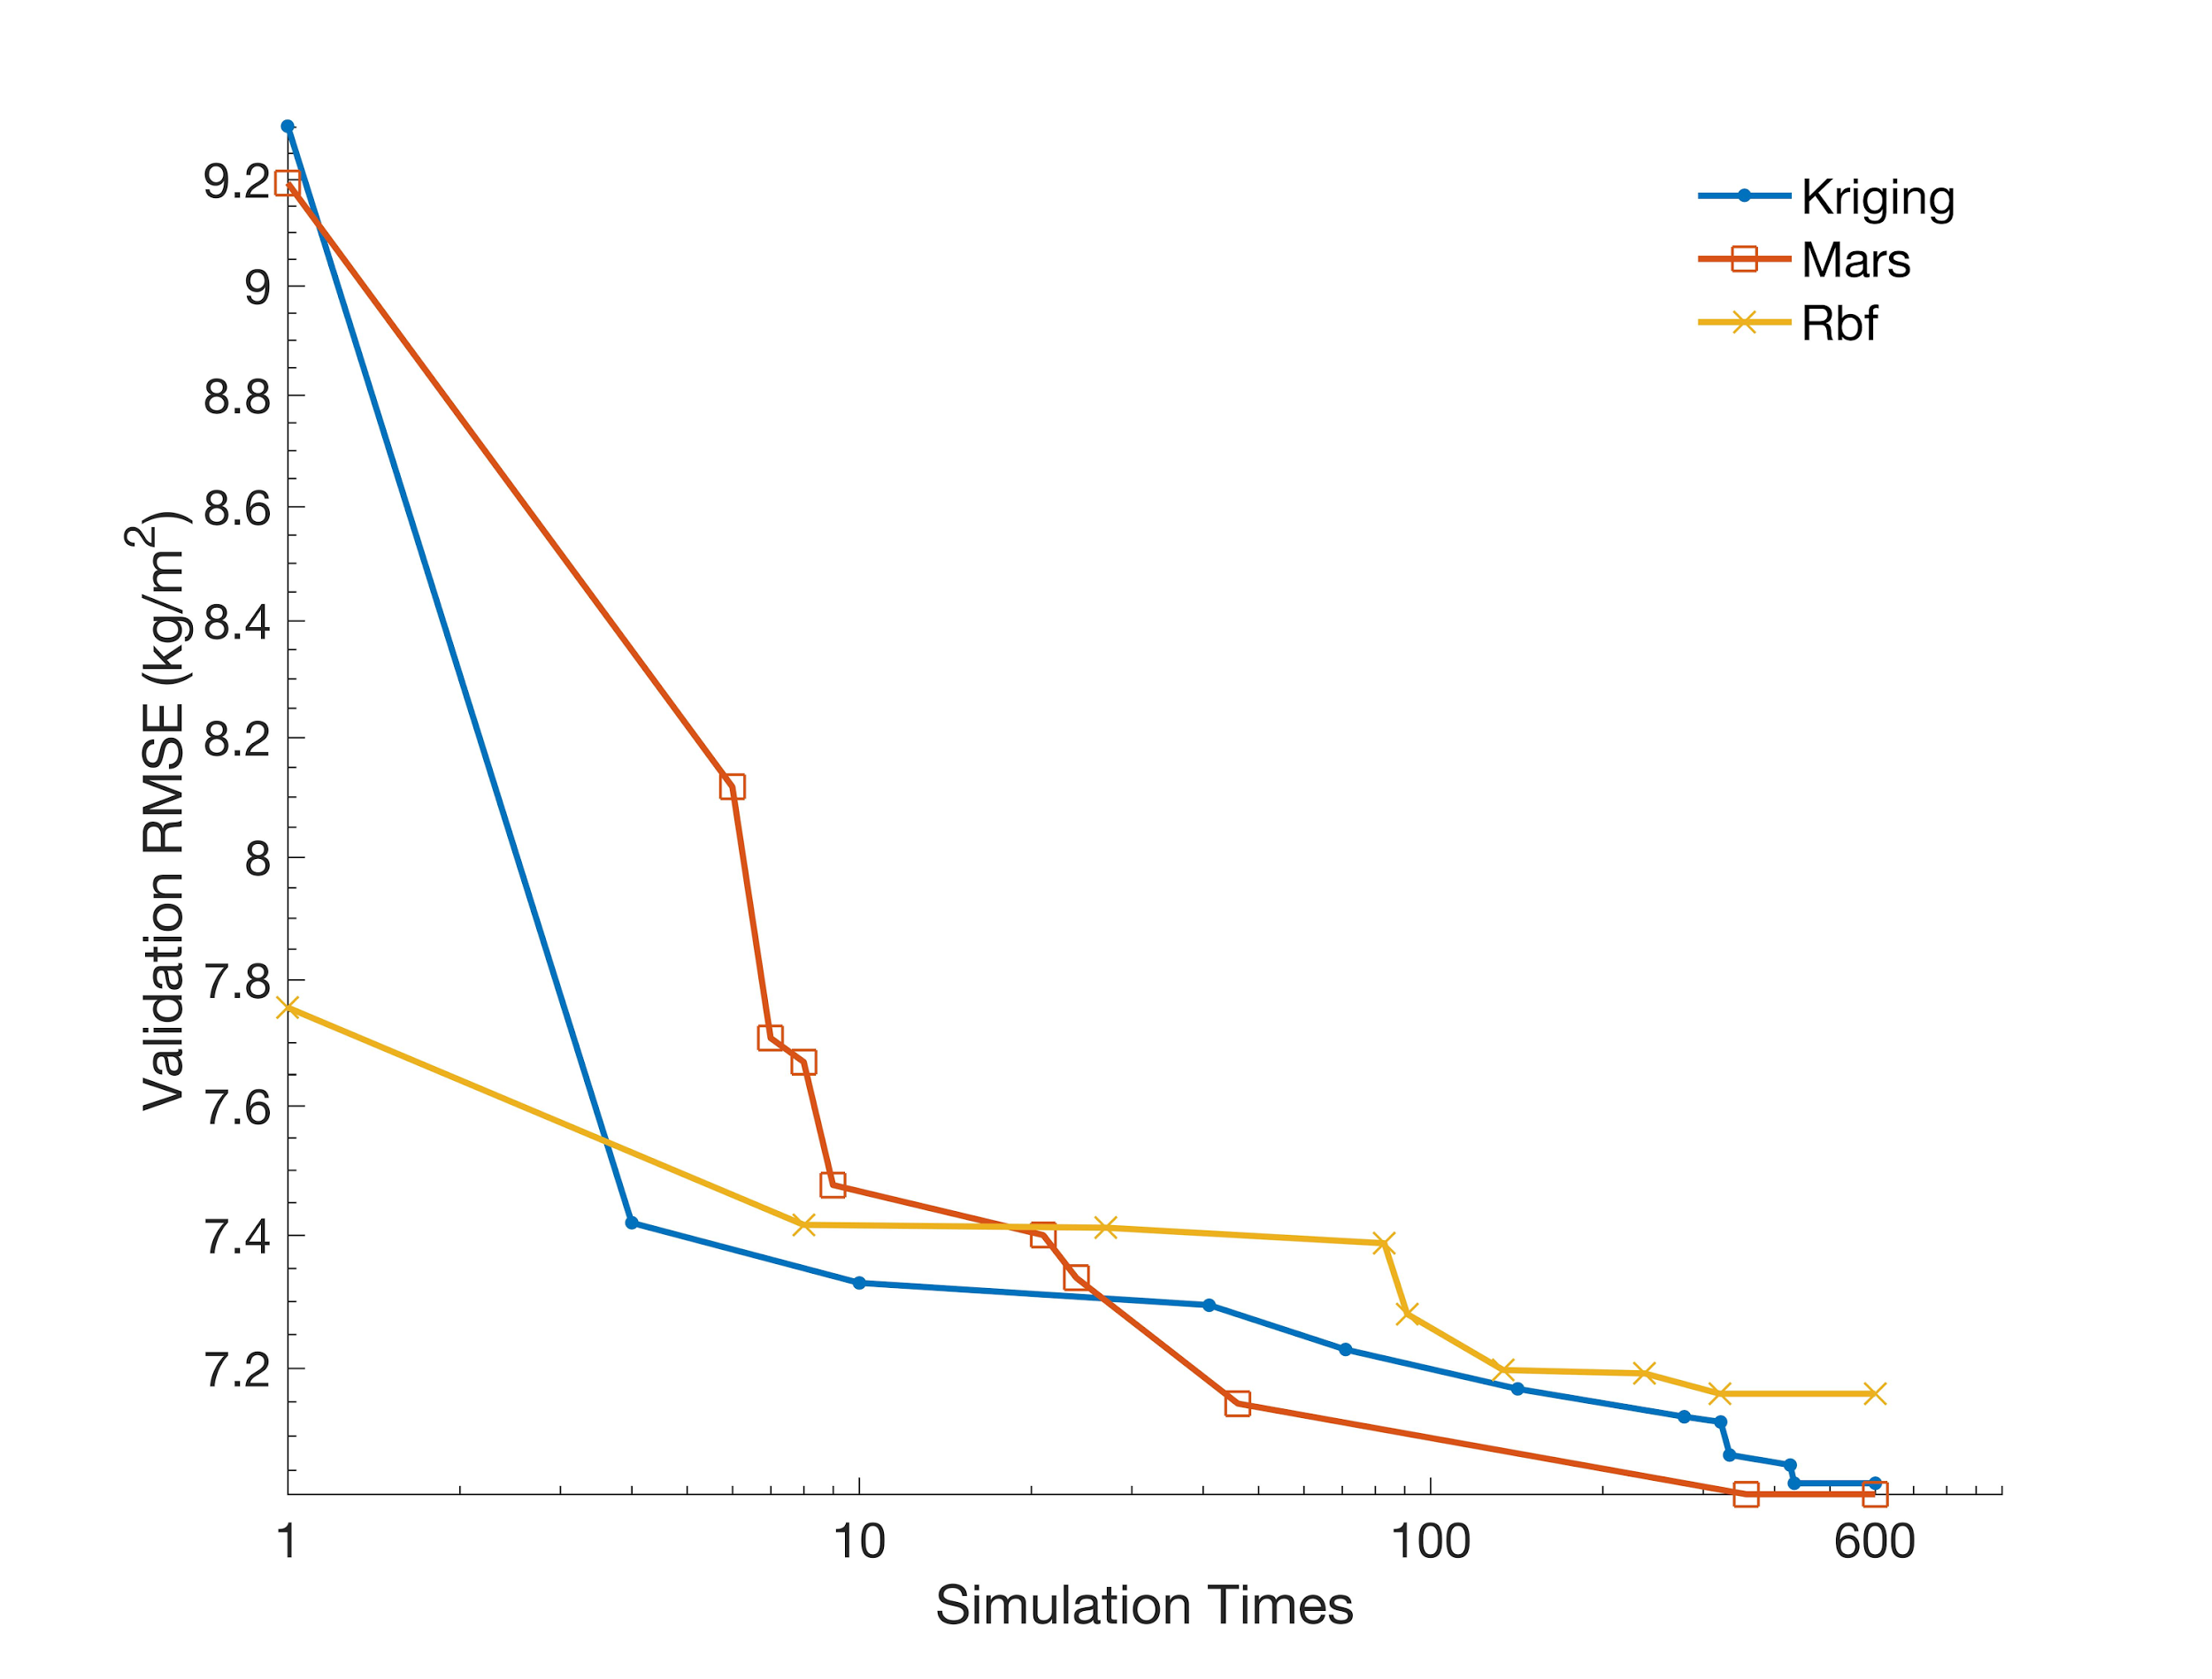 Validation RMSE (kg/m²)
9.2
9
8.8
8.6
8.4
8.2
8
7.8
7.6
7.4
7.2
Kriging
Mars
Rbf
1 10 100 600
Simulation Times